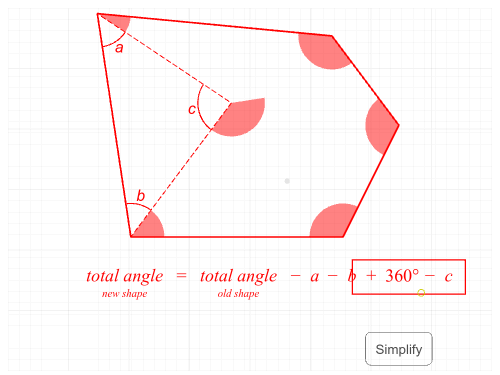 a
c
b
total angle = total angle − a − b + 360° − c
new shape old shape
Simplify